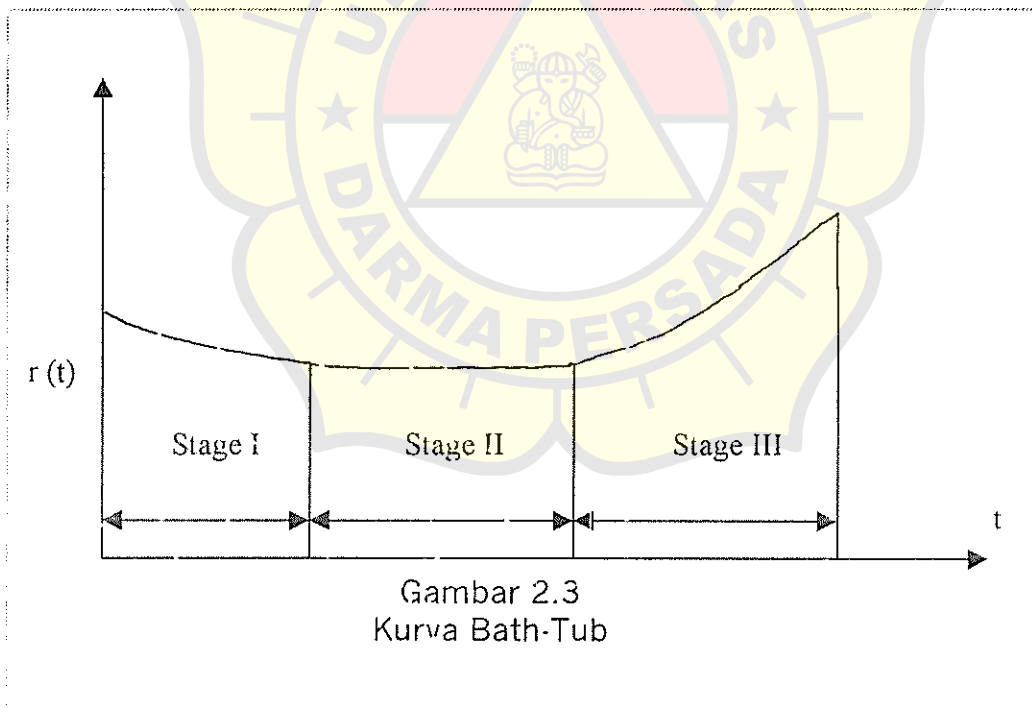 DARMA PERSADA
r (t)
Stage I
Stage II
Stage III
t
Gambar 2.3
Kurva Bath-Tub